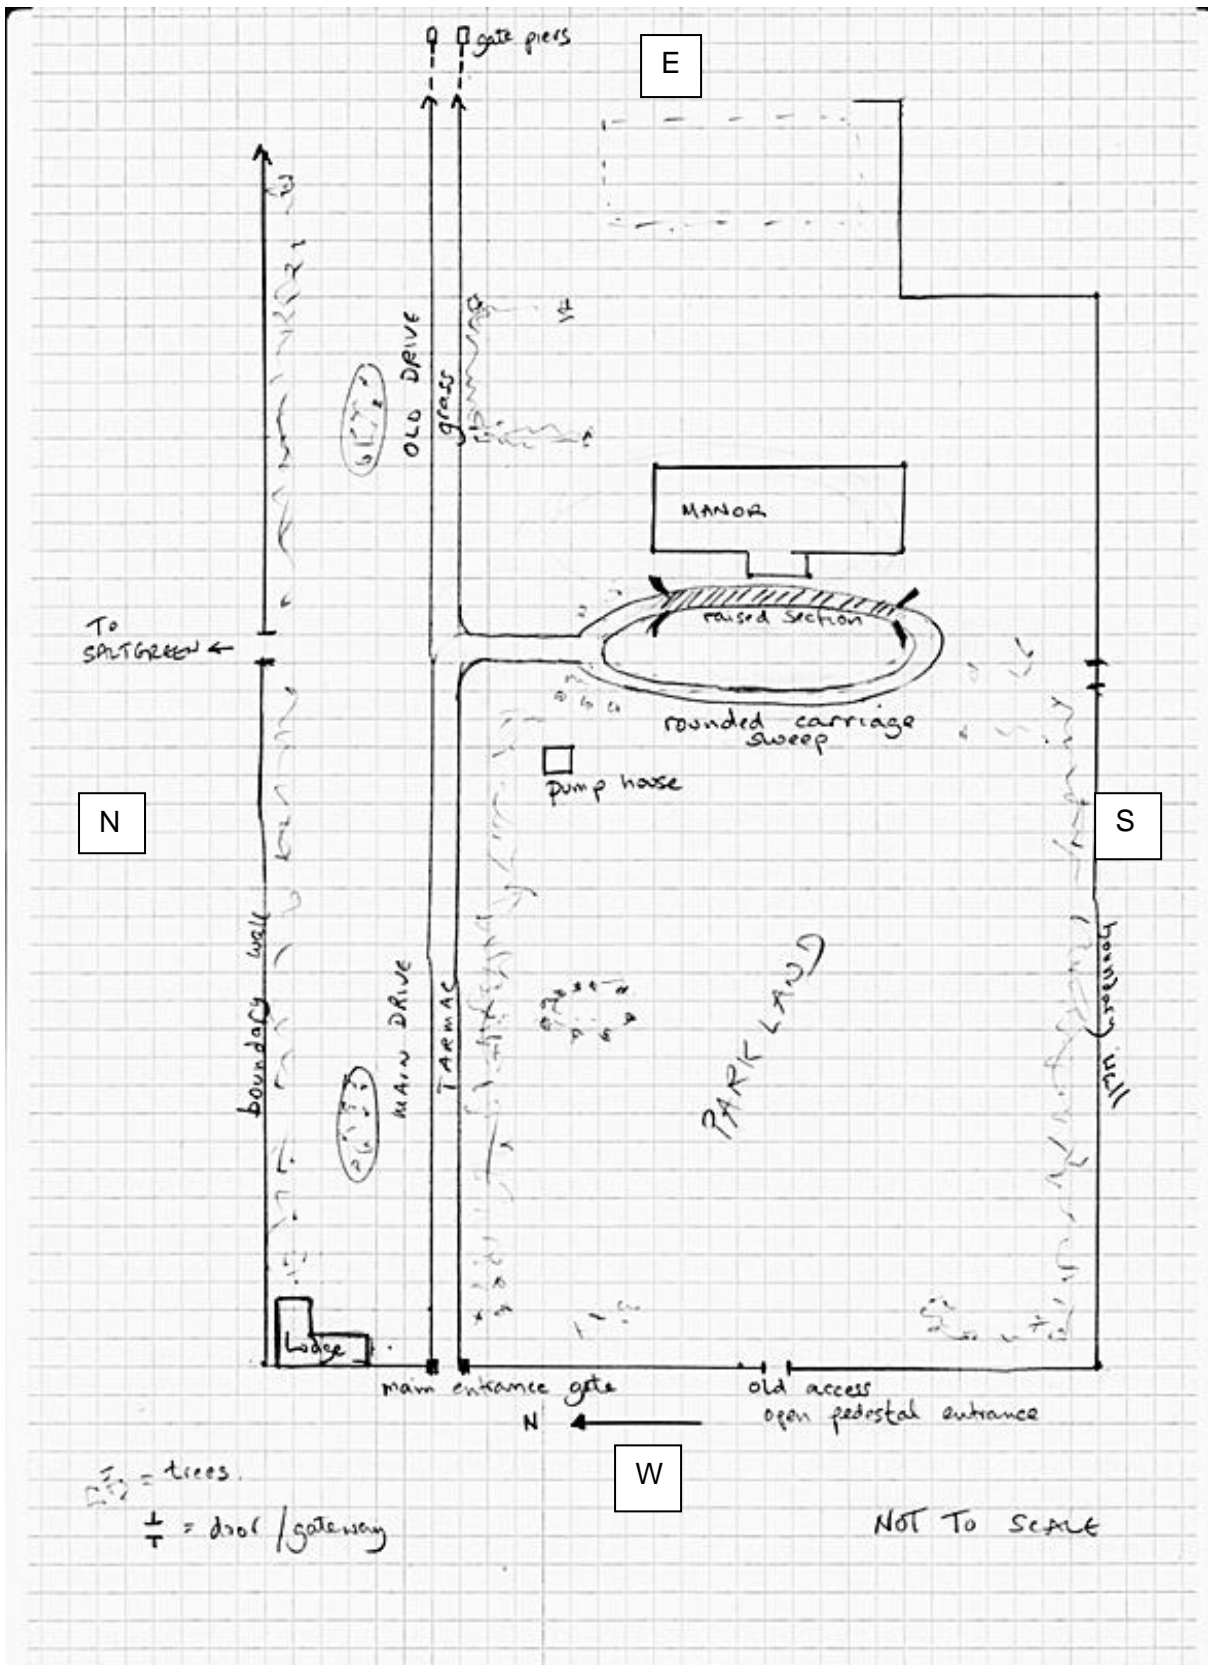 gate piers
E
OLD DRIVE
grass
MANOR
raised section
To
SALTGREEN
rounded carriage
sweep
pump house
N
S
boundary wall
MAIN DRIVE
TARMAC
PARKLAND
boundary wall
Lodge
main entrance gate
old access
open pedestal entrance
N
W
= trees.
= door / gateway
NOT TO SCALE